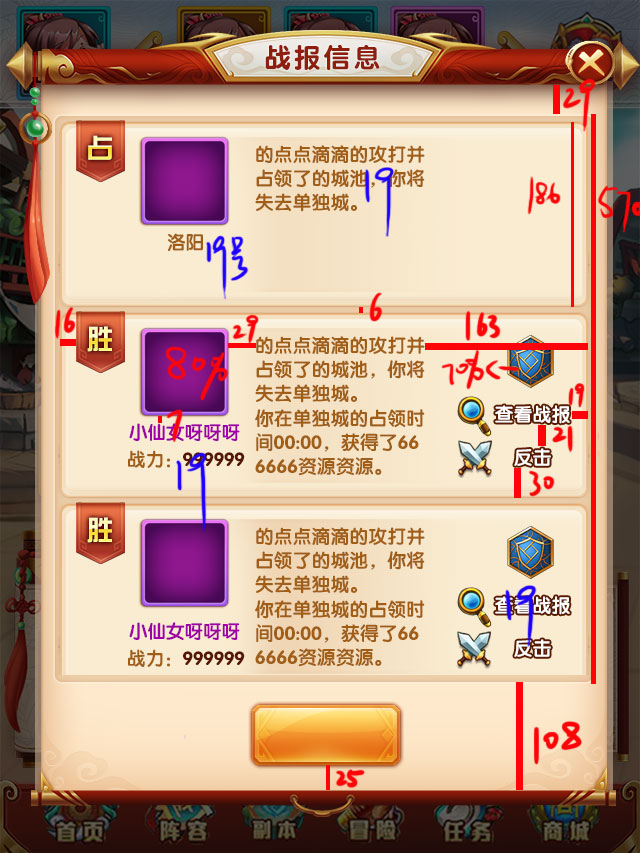 战报信息
29
占
的点点滴滴的攻打并
占领了的城池，你将
失去单独城。
19
186
570
洛阳
19号
6
16
胜
29
163
的点点滴滴的攻打并
占领了的城池，你将
失去单独城。
80%
70%
7
你在单独城的占领时
间00:00，获得了66
6666资源资源。
查看战报
19
小仙女呀呀呀
21
战力：999999
反击
19
30
胜
的点点滴滴的攻打并
占领了的城池，你将
失去单独城。
你在单独城的占领时
间00:00，获得了66
6666资源资源。
查看战报
19
小仙女呀呀呀
反击
战力：999999
108
25
首页
阵容
副本
冒险
任务
商城